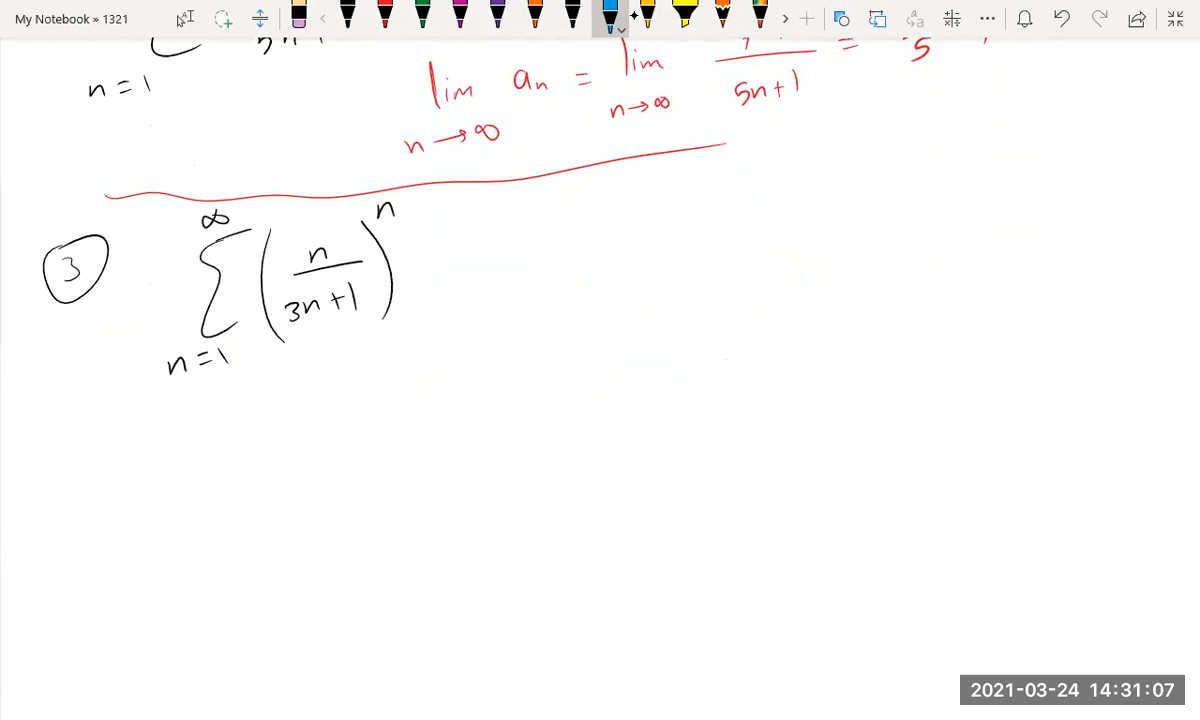 My Notebook » 1321
n = 1
lim aₙ = lim / 5n+1 = / 5
n → ∞ n → ∞
3 ∞ ∑ n=1 ( n / 3n+1 )ⁿ
2021-03-24 14:31:07